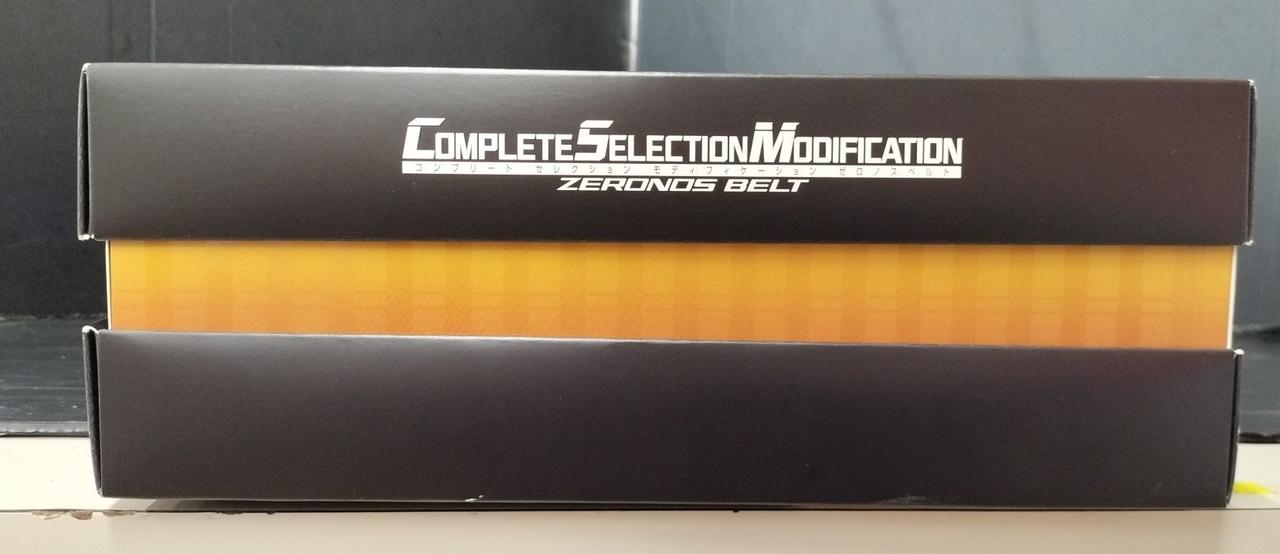 COMPLETE SELECTION MODIFICATION
コンプリート セレクション モディフィケーション ゼロノスベルト
ZERONOS BELT